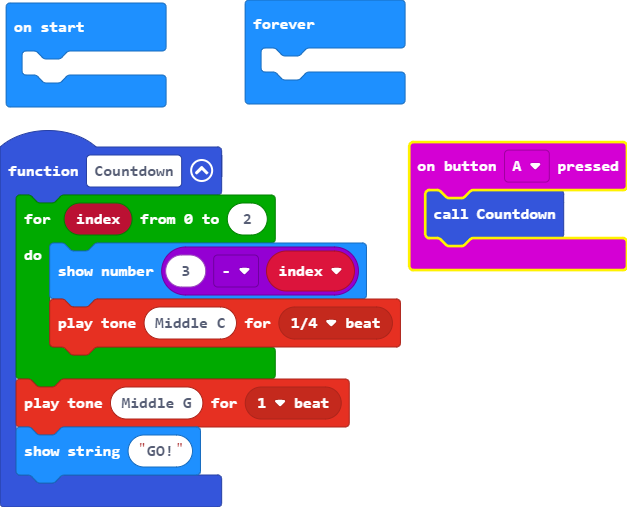 on start
forever
function Countdown
for index from 0 to 2
do
show number 3 - index
play tone Middle C for 1/4 beat
play tone Middle G for 1 beat
show string "GO!"
on button A pressed
call Countdown